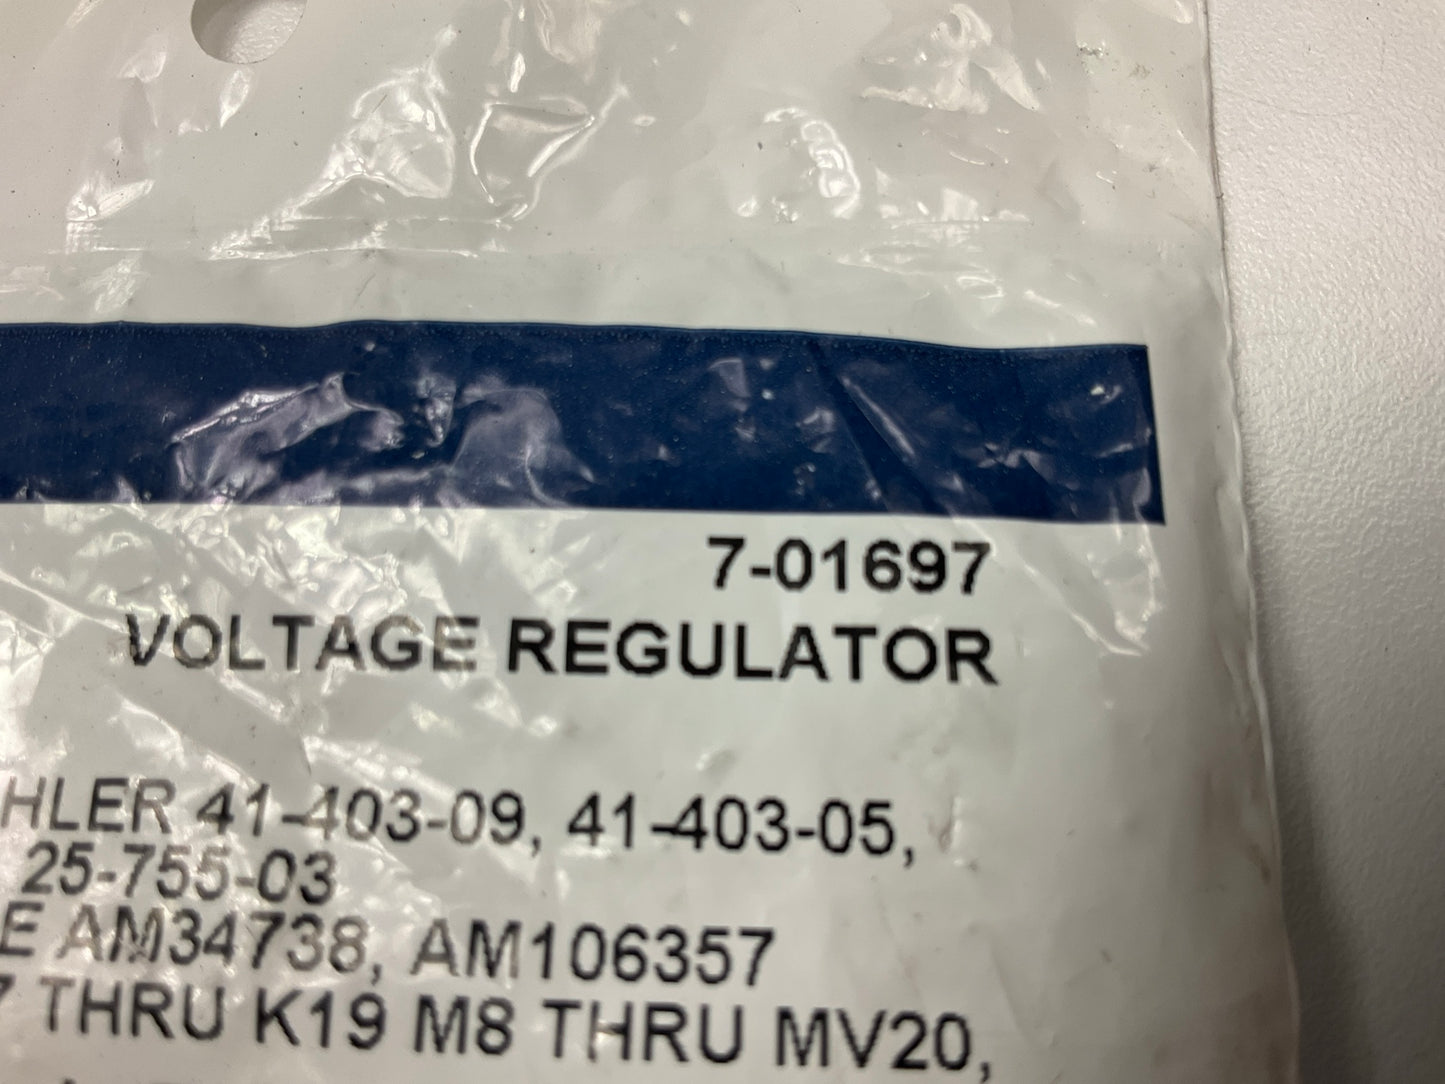 7-01697
VOLTAGE REGULATOR
HLER 41-403-09, 41-403-05,
25-755-03
E AM34738, AM106357
7 THRU K19 M8 THRU MV20,